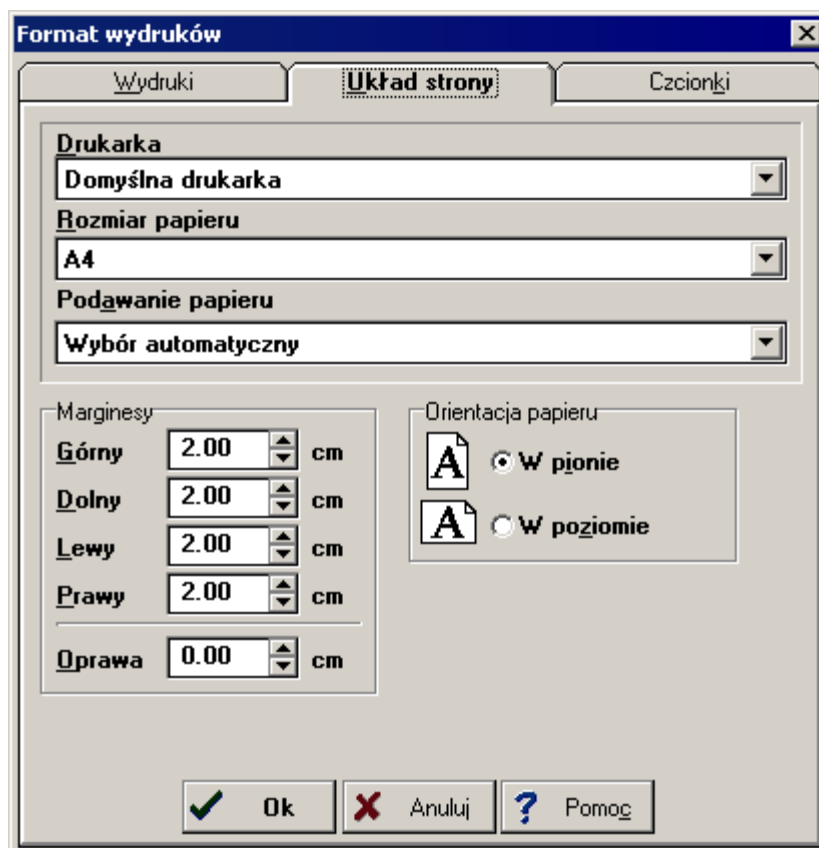 Format wydruków
Wydruki Układ strony Czcionki
Drukarka
Domyślna drukarka
Rozmiar papieru
A4
Podawanie papieru
Wybór automatyczny
Marginesy
Górny 2.00 cm
Dolny 2.00 cm
Lewy 2.00 cm
Prawy 2.00 cm
Oprawa 0.00 cm
Orientacja papieru
A W pionie
A W poziomie
Ok Anuluj ? Pomoc